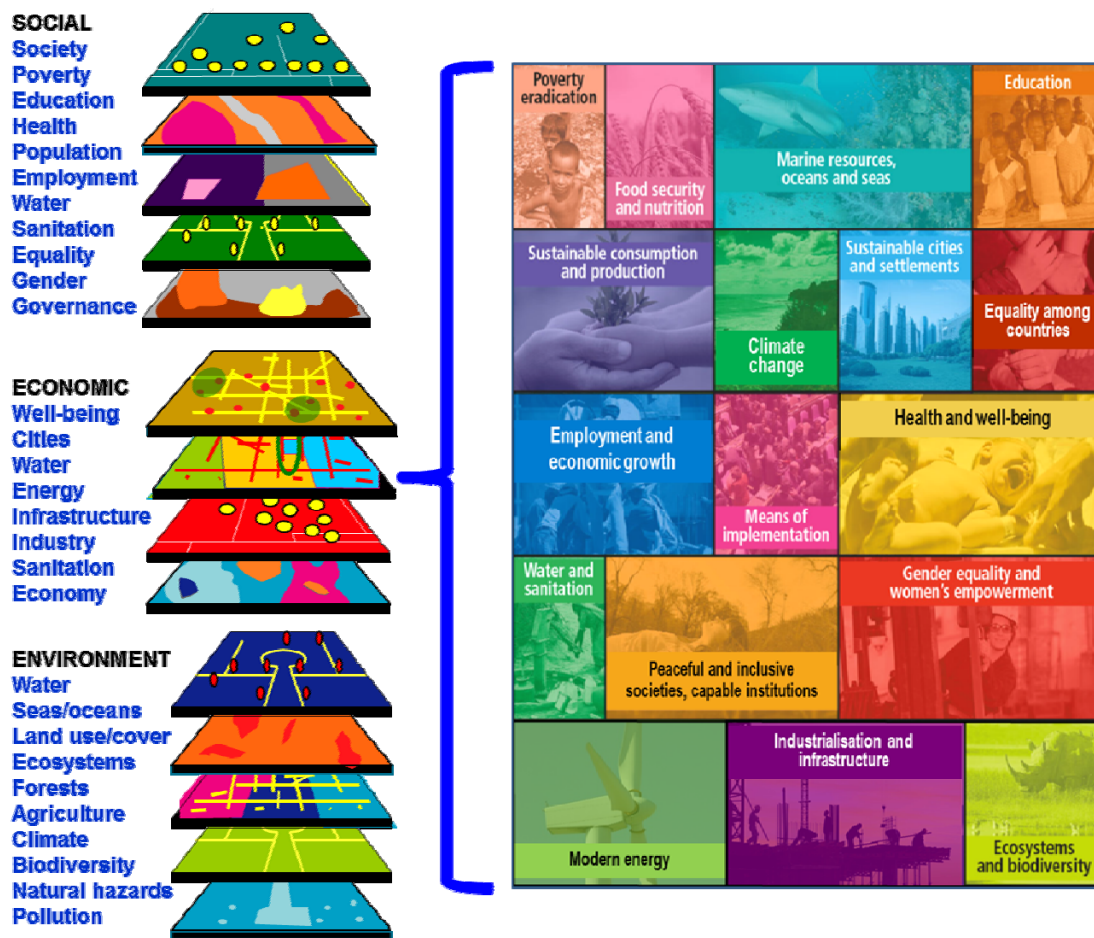 SOCIAL
Society
Poverty
Education
Health
Population
Employment
Water
Sanitation
Equality
Gender
Governance
ECONOMIC
Well-being
Cities
Water
Energy
Infrastructure
Industry
Sanitation
Economy
ENVIRONMENT
Water
Seas/oceans
Land use/cover
Ecosystems
Forests
Agriculture
Climate
Biodiversity
Natural hazards
Pollution
Poverty
eradication
Food security
and nutrition
Marine resources,
oceans and seas
Education
Sustainable consumption
and production
Climate
change
Sustainable cities
and settlements
Equality among
countries
Employment and
economic growth
Means of
implementation
Health and well-being
Water and
sanitation
Peaceful and inclusive
societies, capable institutions
Gender equality and
women's empowerment
Modern energy
Industrialisation and
infrastructure
Ecosystems
and biodiversity